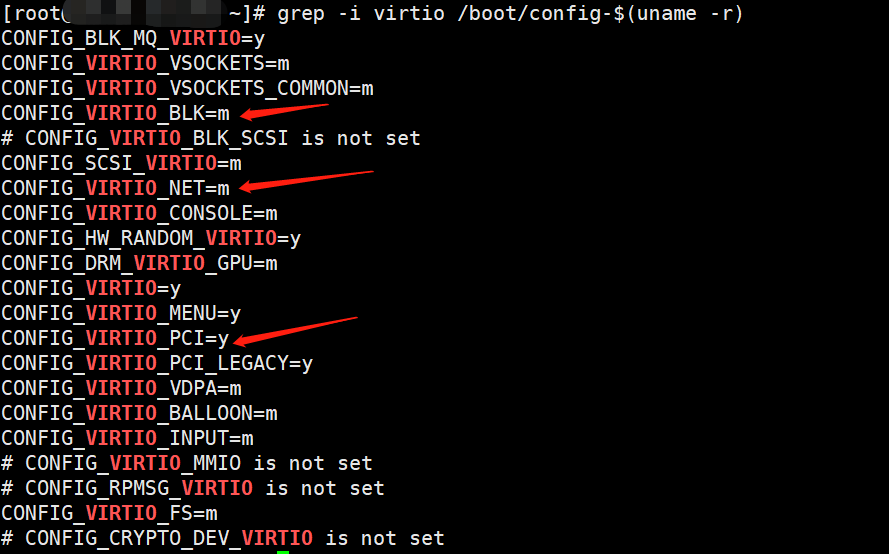 [root@ ~]# grep -i virtio /boot/config-$(uname -r)
CONFIG_BLK_MQ_VIRTIO=y
CONFIG_VIRTIO_VSOCKETS=m
CONFIG_VIRTIO_VSOCKETS_COMMON=m
CONFIG_VIRTIO_BLK=m
# CONFIG_VIRTIO_BLK_SCSI is not set
CONFIG_SCSI_VIRTIO=m
CONFIG_VIRTIO_NET=m
CONFIG_VIRTIO_CONSOLE=m
CONFIG_HW_RANDOM_VIRTIO=y
CONFIG_DRM_VIRTIO_GPU=m
CONFIG_VIRTIO=y
CONFIG_VIRTIO_MENU=y
CONFIG_VIRTIO_PCI=y
CONFIG_VIRTIO_PCI_LEGACY=y
CONFIG_VIRTIO_VDPA=m
CONFIG_VIRTIO_BALLOON=m
CONFIG_VIRTIO_INPUT=m
# CONFIG_VIRTIO_MMIO is not set
# CONFIG_RPMSG_VIRTIO is not set
CONFIG_VIRTIO_FS=m
# CONFIG_CRYPTO_DEV_VIRTIO is not set